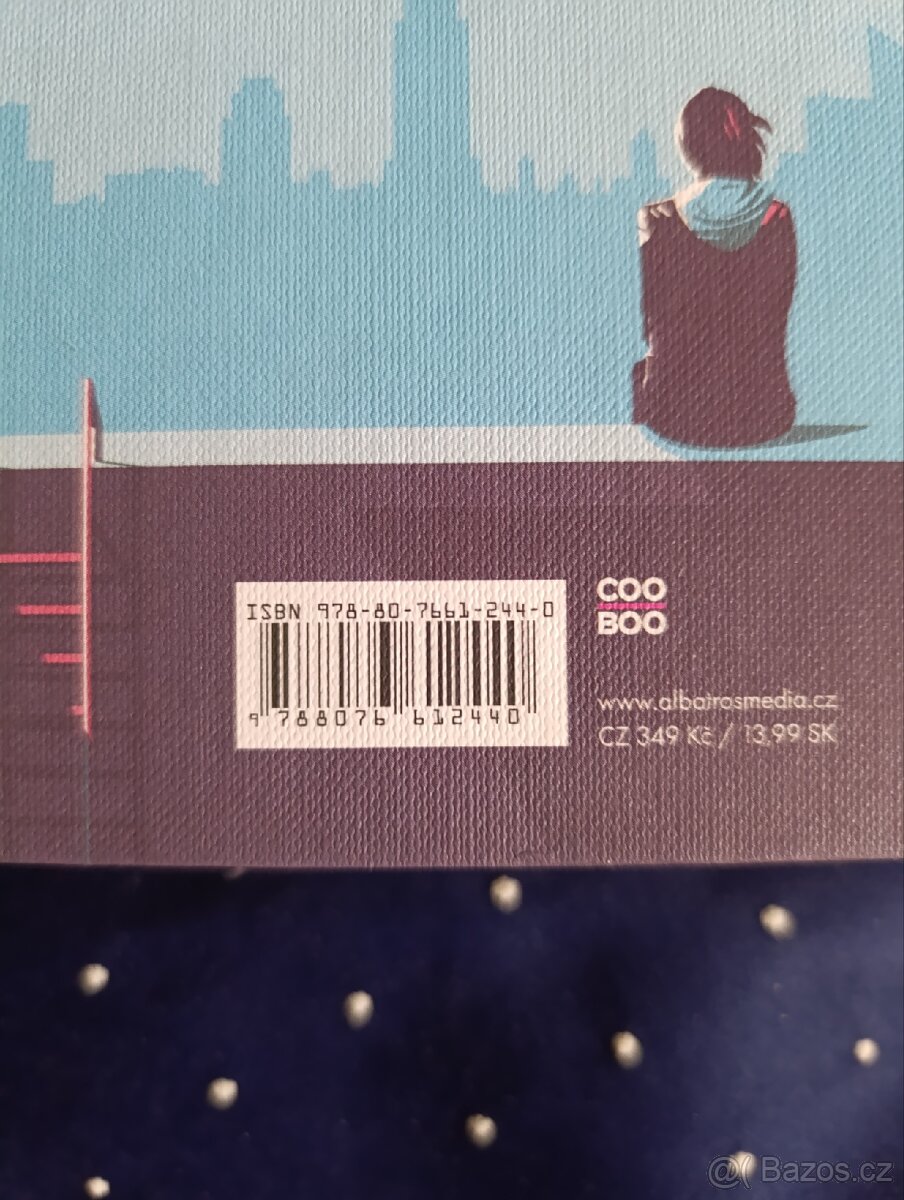 ISBN 978-80-7661-244-0
9 788076 612440
COO
BOO
www.albatrosmedia.cz
CZ 349 Kč / 13,99 SK
@( Bazos.cz